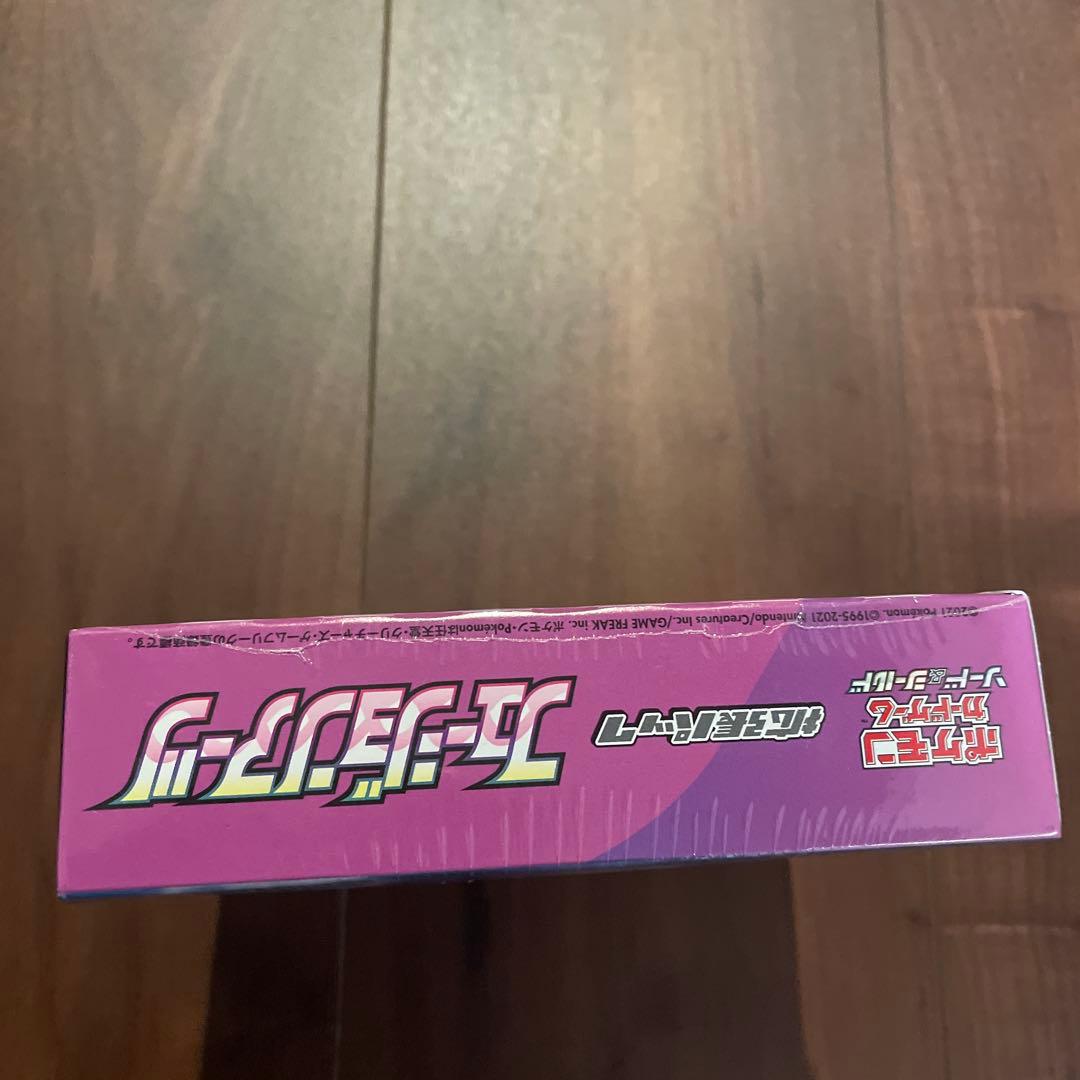 ポケモン
カードゲーム™
ソード&シールド
拡張パック
フュージョンアーツ
©2021 Pokémon. ©1995-2021 Nintendo/Creatures Inc./GAME FREAK inc. ポケモン・Pokémonは任天堂・クリーチャーズ・ゲームフリークの登録商標です。